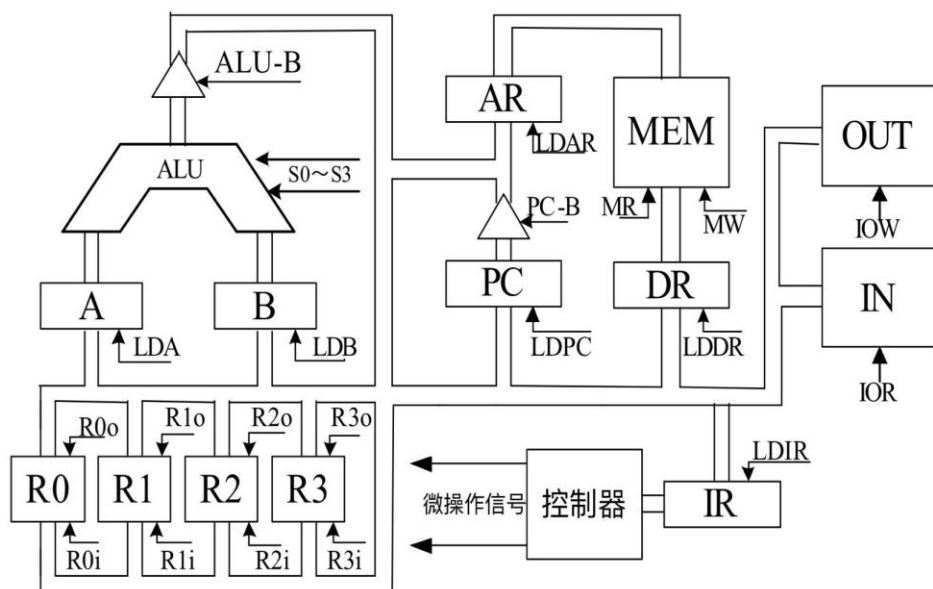 ALU-B
AR
MEM
OUT
ALU
LDAR
S0～S3
PC-B
MR
MW
IOW
A
B
PC
DR
IN
LDA
LDB
LDPC
LDDR
IOR
R0o
R1o
R2o
R3o
LDIR
R0
R1
R2
R3
微操作信号
控制器
IR
R0i
R1i
R2i
R3i